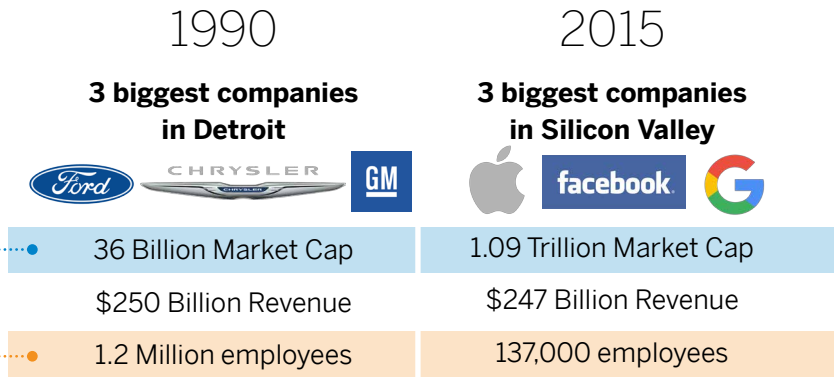 1990
3 biggest companies
in Detroit
Ford
CHRYSLER
CHRYSLER
GM
36 Billion Market Cap
$250 Billion Revenue
1.2 Million employees
2015
3 biggest companies
in Silicon Valley
facebook.
G
1.09 Trillion Market Cap
$247 Billion Revenue
137,000 employees